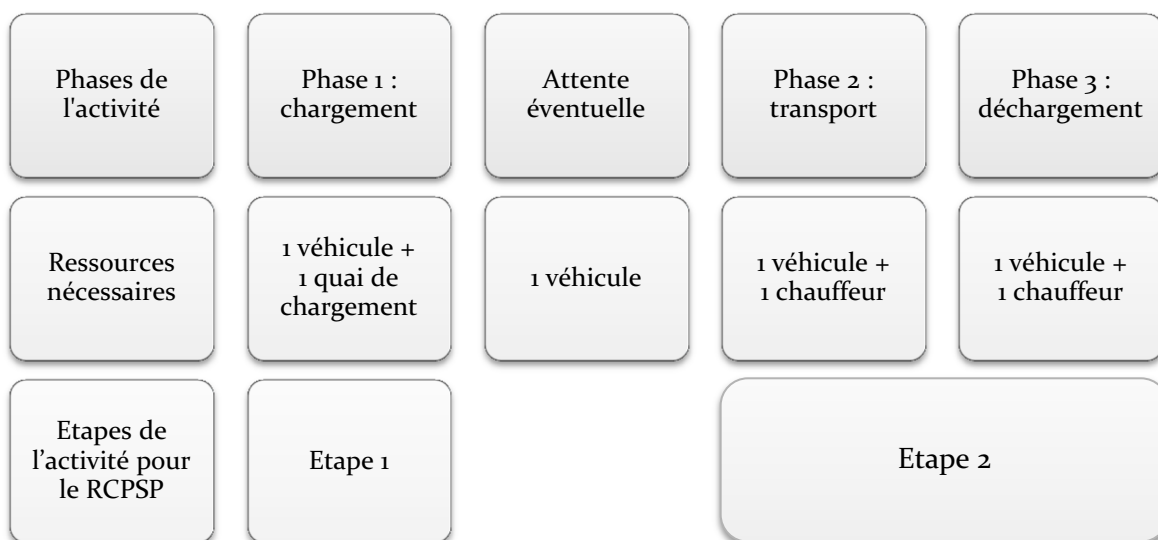 Phases de
l'activité
Phase 1 :
chargement
Attente
éventuelle
Phase 2 :
transport
Phase 3 :
déchargement
Ressources
nécessaires
1 véhicule +
1 quai de
chargement
1 véhicule
1 véhicule +
1 chauffeur
1 véhicule +
1 chauffeur
Etapes de
l’activité pour
le RCPSP
Etape 1
Etape 2